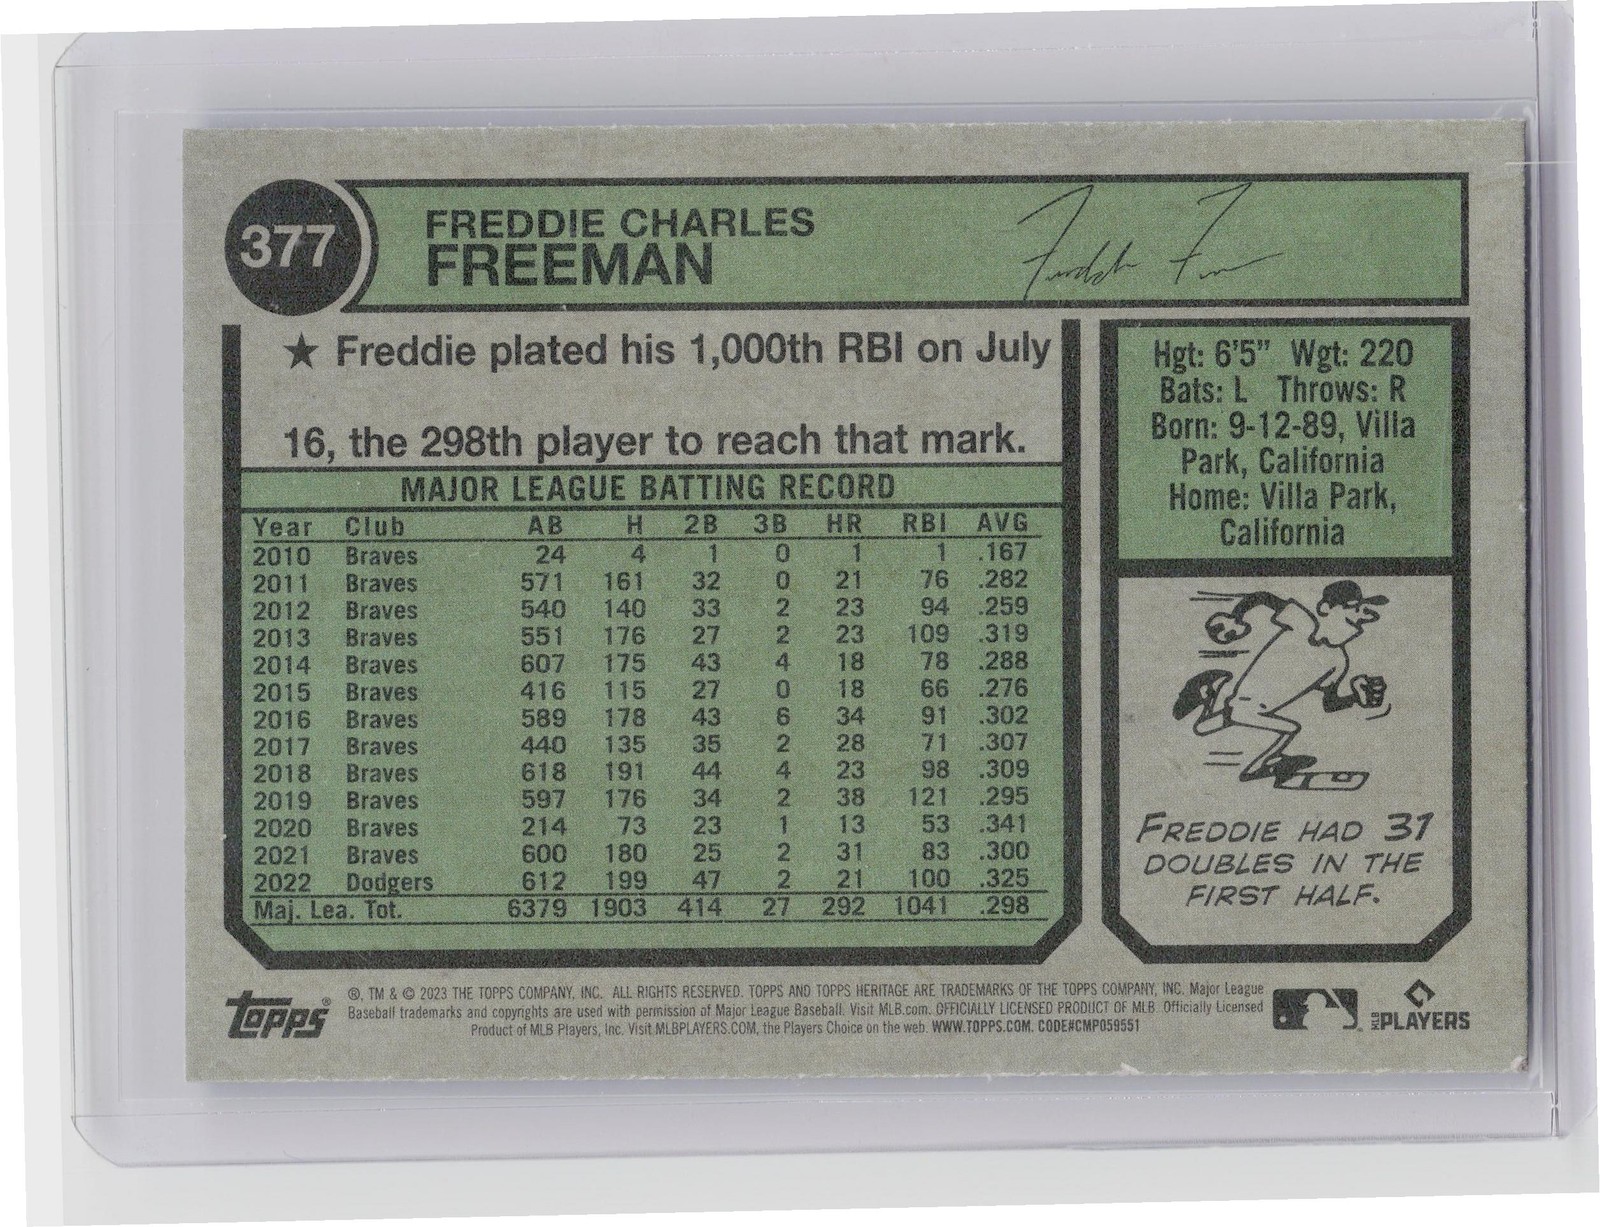 377
FREDDIE CHARLES
FREEMAN
★ Freddie plated his 1,000th RBI on July
16, the 298th player to reach that mark.
MAJOR LEAGUE BATTING RECORD
Year Club AB H 2B 3B HR RBI AVG
2010 Braves 24 4 1 0 1 1 .167
2011 Braves 571 161 32 0 21 76 .282
2012 Braves 540 140 33 2 23 94 .259
2013 Braves 551 176 27 2 23 109 .319
2014 Braves 607 175 43 4 18 78 .288
2015 Braves 416 115 27 0 18 66 .276
2016 Braves 589 178 43 6 34 91 .302
2017 Braves 440 135 35 2 28 71 .307
2018 Braves 618 191 44 4 23 98 .309
2019 Braves 597 176 34 2 38 121 .295
2020 Braves 214 73 23 1 13 53 .341
2021 Braves 600 180 25 2 31 83 .300
2022 Dodgers 612 199 47 2 21 100 .325
Maj. Lea. Tot. 6379 1903 414 27 292 1041 .298
Hgt: 6'5” Wgt: 220
Bats: L Throws: R
Born: 9-12-89, Villa
Park, California
Home: Villa Park,
California
FREDDIE HAD 31
DOUBLES IN THE
FIRST HALF.
Topps®
®, TM & © 2023 THE TOPPS COMPANY, INC. ALL RIGHTS RESERVED. TOPPS AND TOPPS HERITAGE ARE TRADEMARKS OF THE TOPPS COMPANY, INC. Major League
Baseball trademarks and copyrights are used with permission of Major League Baseball. Visit MLB.com. OFFICIALLY LICENSED PRODUCT OF MLB. Officially Licensed
Product of MLB Players, Inc. Visit MLBPLAYERS.COM, the Players Choice on the web. WWW.TOPPS.COM. CODE#CMP059551
MLB PLAYERS